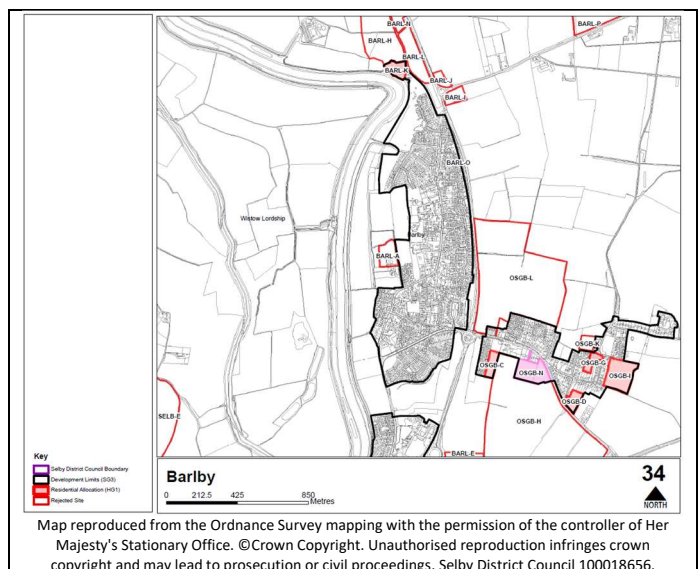 BARL-N
BARL-H
BARL-P
BARL-L
BARL-K
BARL-J
BARL-I
BARL-O
Wistow Lordship
Barlby
BARL-A
OSGB-L
OSGB-K
OSGB-G
OSGB-C
OSGB-N
OSGB-I
OSGB-D
SELB-E
OSGB-H
BARL-E
Key
Selby District Council Boundary
Development Limits (SG3)
Residential Allocation (HG1)
Rejected Site
Barlby
0 212.5 425 850
Metres
34
NORTH
Map reproduced from the Ordnance Survey mapping with the permission of the controller of Her
Majesty's Stationary Office. ©Crown Copyright. Unauthorised reproduction infringes crown
copyright and may lead to prosecution or civil proceedings. Selby District Council 100018656.